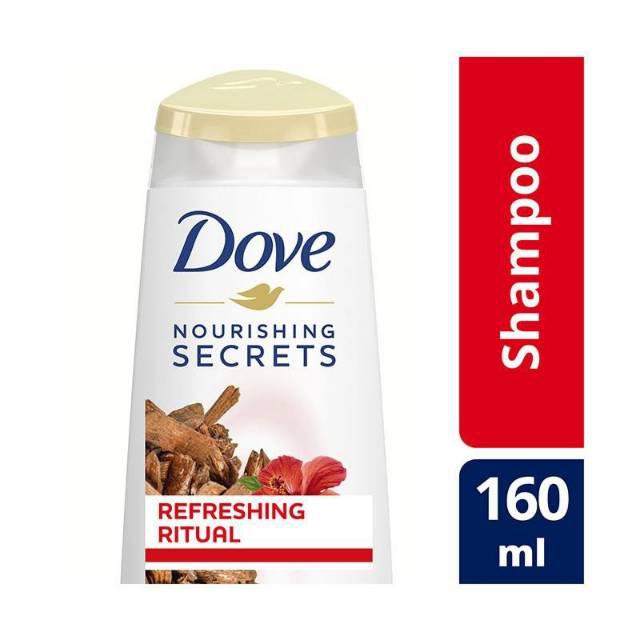 Dove
NOURISHING
SECRETS
REFRESHING
RITUAL
Shampoo
160
ml